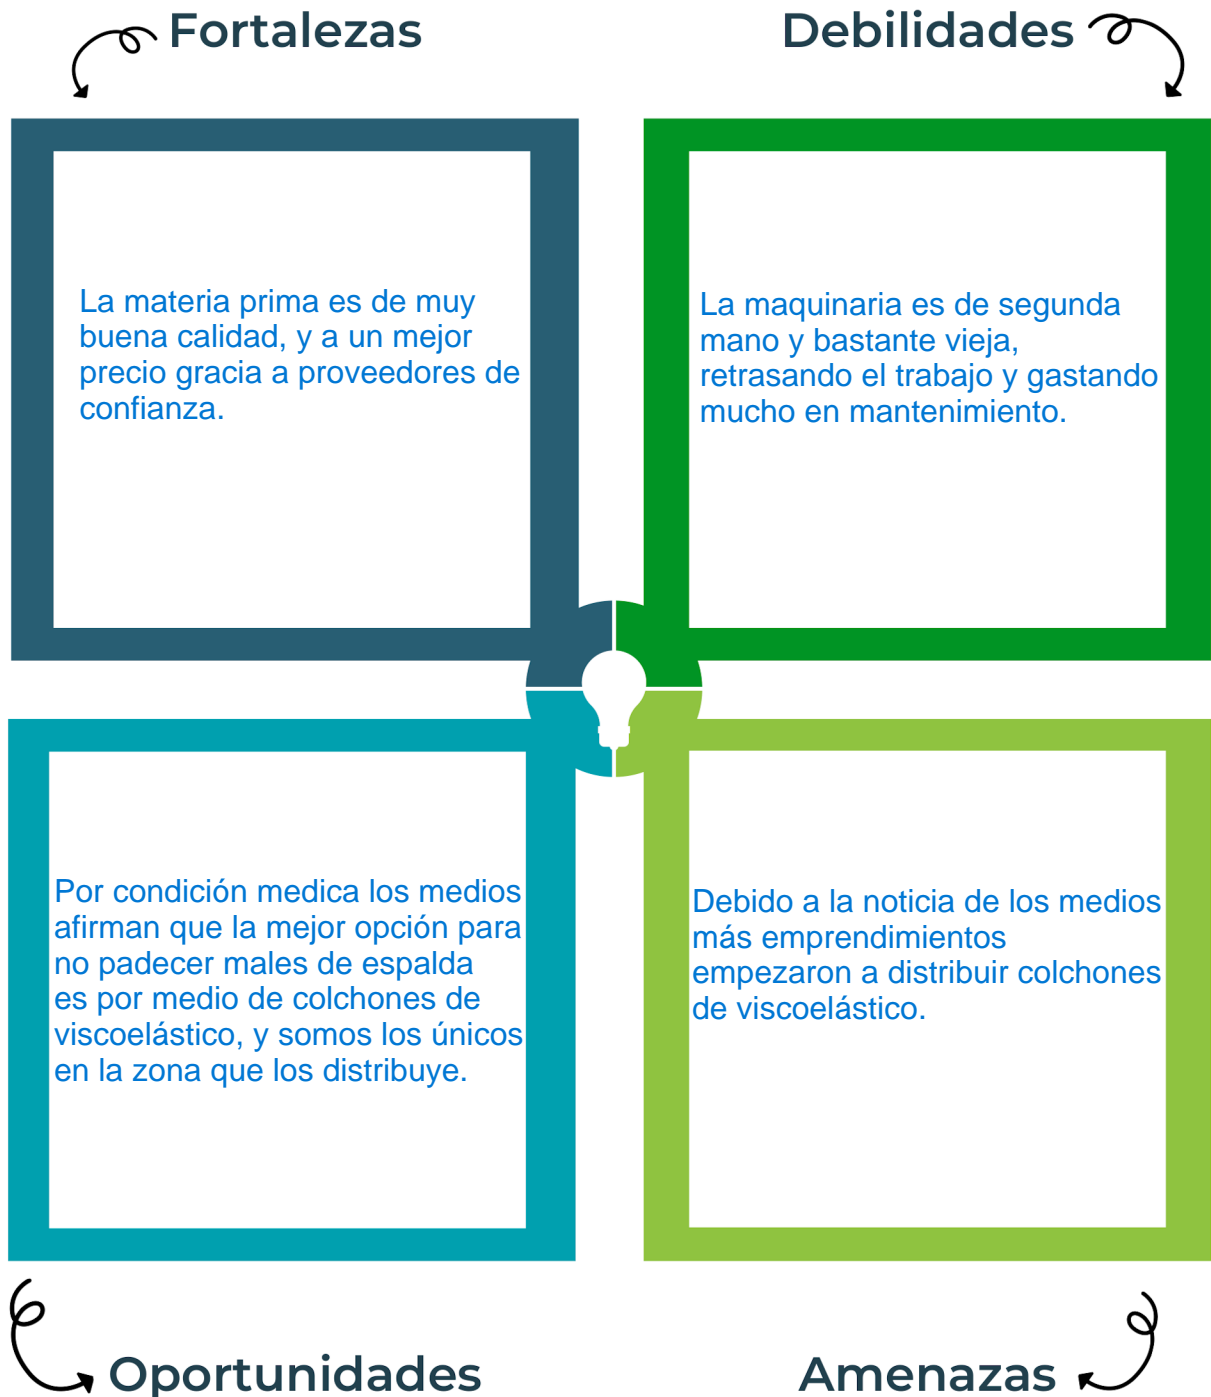 Fortalezas
Debilidades
La materia prima es de muy
buena calidad, y a un mejor
precio gracia a proveedores de
confianza.
La maquinaria es de segunda
mano y bastante vieja,
retrasando el trabajo y gastando
mucho en mantenimiento.
Por condición medica los medios
afirman que la mejor opción para
no padecer males de espalda
es por medio de colchones de
viscoelástico, y somos los únicos
en la zona que los distribuye.
Debido a la noticia de los medios
más emprendimientos
empezaron a distribuir colchones
de viscoelástico.
Oportunidades
Amenazas